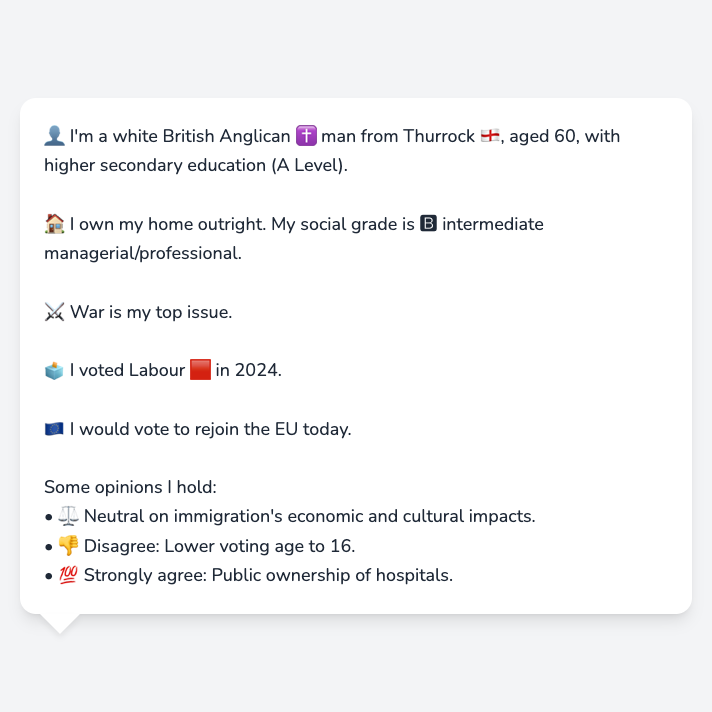 👤 I'm a white British Anglican ✝️ man from Thurrock 🏴󠁧󠁢󠁥󠁮󠁧󠁿, aged 60, with
higher secondary education (A Level).
🏠 I own my home outright. My social grade is 🅱 intermediate
managerial/professional.
⚔️ War is my top issue.
🗳️ I voted Labour 🟥 in 2024.
🇪🇺 I would vote to rejoin the EU today.
Some opinions I hold:
• ⚖️ Neutral on immigration's economic and cultural impacts.
• 👎 Disagree: Lower voting age to 16.
• 💯 Strongly agree: Public ownership of hospitals.